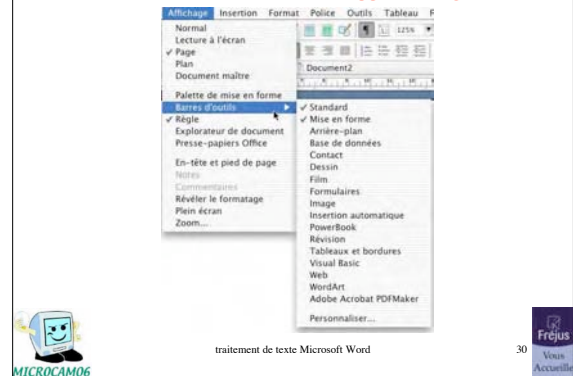 Affichage Insertion Format Police Outils Tableau F
Normal
Lecture à l'écran
✓ Page
Plan
Document maître
Palette de mise en forme
Barres d'outils
✓ Règle
Explorateur de document
Presse-papiers Office
En-tête et pied de page
Notes
Commentaires
Révéler le formatage
Plein écran
Zoom...
125%
Document2
✓ Standard
✓ Mise en forme
Arrière-plan
Base de données
Contact
Dessin
Film
Formulaires
Image
Insertion automatique
PowerBook
Révision
Tableaux et bordures
Visual Basic
Web
WordArt
Adobe Acrobat PDFMaker
Personnaliser...
MICROCAM06
traitement de texte Microsoft Word
30
Fréjus
Vous
Accueille